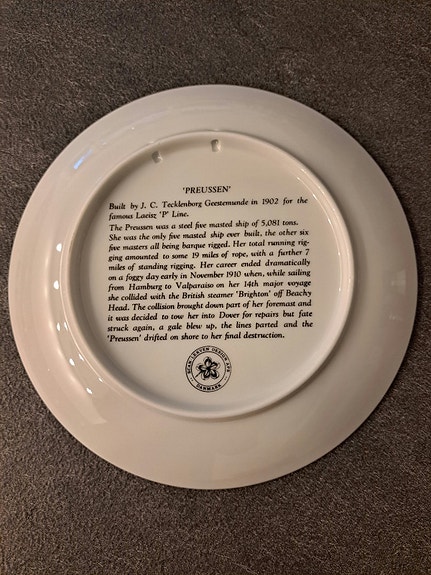 'PREUSSEN'
Built by J. C. Tecklenborg Geestemunde in 1902 for the
famous Laeisz 'P' Line.
The Preussen was a steel five masted ship of 5,081 tons.
She was the only five masted ship ever built, the other six
five masters all being barque rigged. Her total running rig-
ging amounted to some 19 miles of rope, with a further 7
miles of standing rigging. Her career ended dramatically
on a foggy day early in November 1910 when, while sailing
from Hamburg to Valparaiso on her 14th major voyage
she collided with the British steamer 'Brighton' off Beachy
Head. The collision brought down part of her foremast and
it was decided to tow her into Dover for repairs but fate
struck again, a gale blew up, the lines parted and the
'Preussen' drifted on shore to her final destruction.
DESIGN
DANMARK